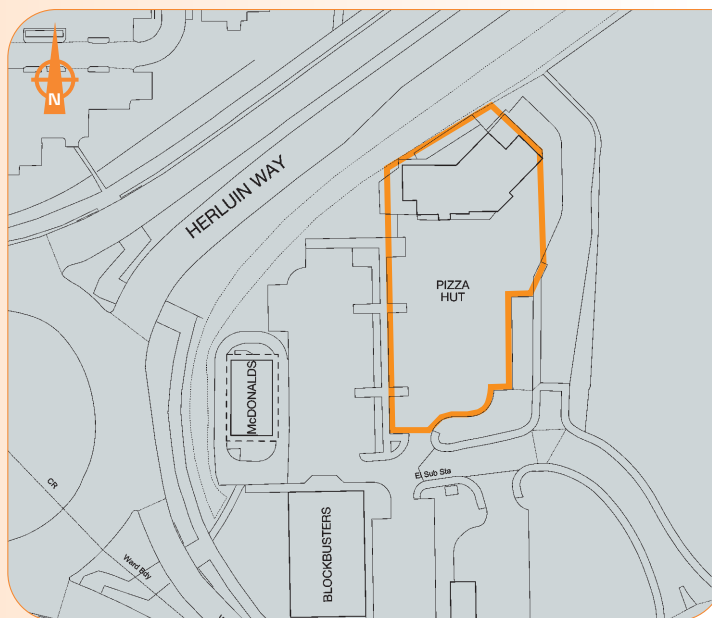 N
HERLUIN WAY
PIZZA
HUT
McDONALDS
El Sub Sta
CR
BLOCKBUSTERS
Ward Bdy